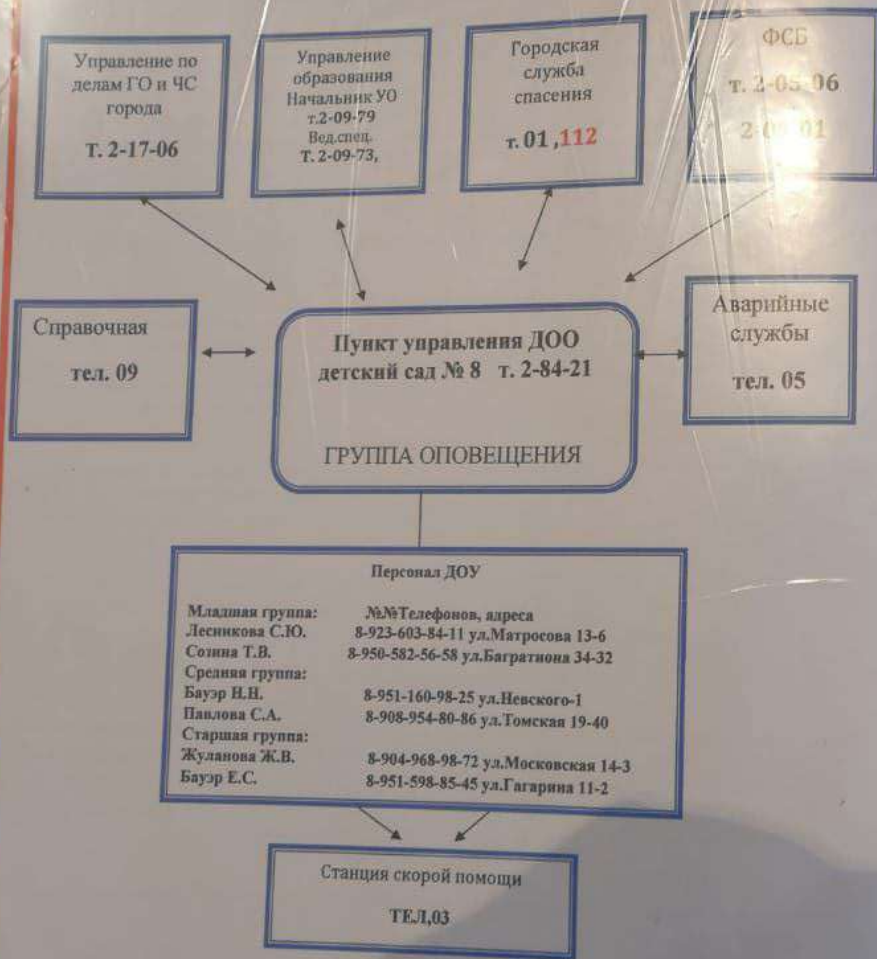 Управление по
делам ГО и ЧС
города
Т. 2-17-06
Управление
образования
Начальник УО
т.2-09-79
Вед.спец.
Т. 2-09-73,
Городская
служба
спасения
т. 01 ,112
ФСБ
т. 2-05-06
Справочная
тел. 09
Пункт управления ДОО
детский сад № 8 т. 2-84-21
ГРУППА ОПОВЕЩЕНИЯ
Аварийные
службы
тел. 05
Персонал ДОУ
Младшая группа: №№Телефонов, адреса
Лесникова С.Ю. 8-923-603-84-11 ул.Матросова 13-6
Созина Т.В. 8-950-582-56-58 ул.Багратиона 34-32
Средняя группа:
Бауэр Н.Н. 8-951-160-98-25 ул.Невского-1
Павлова С.А. 8-908-954-80-86 ул.Томская 19-40
Старшая группа:
Жуланова Ж.В. 8-904-968-98-72 ул.Московская 14-3
Бауэр Е.С. 8-951-598-85-45 ул.Гагарина 11-2
Станция скорой помощи
ТЕЛ,03